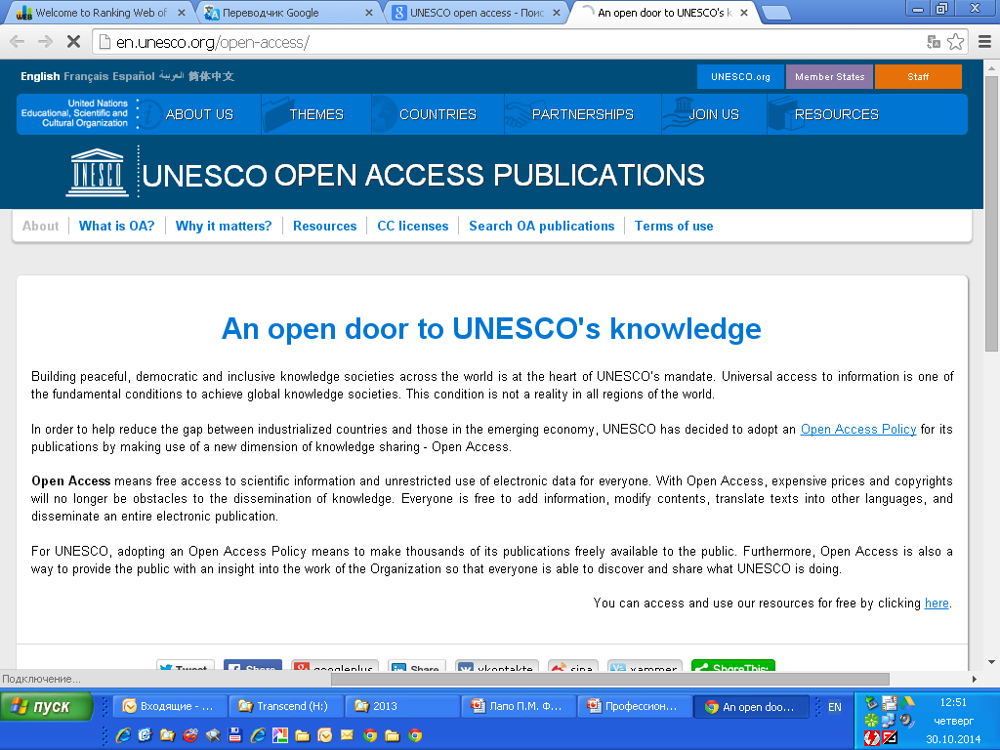 Welcome to Ranking Web of
Переводчик Google
UNESCO open access - Поис
An open door to UNESCO's k
en.unesco.org/open-access/
English Français Español العربية 简体中文
UNESCO.org
Member States
Staff
United Nations
Educational, Scientific and
Cultural Organization
ABOUT US
THEMES
COUNTRIES
PARTNERSHIPS
JOIN US
RESOURCES
UNESCO
UNESCO OPEN ACCESS PUBLICATIONS
About
What is OA?
Why it matters?
Resources
CC licenses
Search OA publications
Terms of use
An open door to UNESCO's knowledge
Building peaceful, democratic and inclusive knowledge societies across the world is at the heart of UNESCO's mandate. Universal access to information is one of
the fundamental conditions to achieve global knowledge societies. This condition is not a reality in all regions of the world.
In order to help reduce the gap between industrialized countries and those in the emerging economy, UNESCO has decided to adopt an Open Access Policy for its
publications by making use of a new dimension of knowledge sharing - Open Access.
Open Access means free access to scientific information and unrestricted use of electronic data for everyone. With Open Access, expensive prices and copyrights
will no longer be obstacles to the dissemination of knowledge. Everyone is free to add information, modify contents, translate texts into other languages, and
disseminate an entire electronic publication.
For UNESCO, adopting an Open Access Policy means to make thousands of its publications freely available to the public. Furthermore, Open Access is also a
way to provide the public with an insight into the work of the Organization so that everyone is able to discover and share what UNESCO is doing.
You can access and use our resources for free by clicking here.
Tweet
Share
googleplus
Share
vkontakte
sina
yammer
ShareThis
Подключение...
пуск
Входящие - ...
Transcend (H:)
2013
Лапо П.М. Ф...
Профессион...
An open doo...
EN
12:51
четверг
30.10.2014